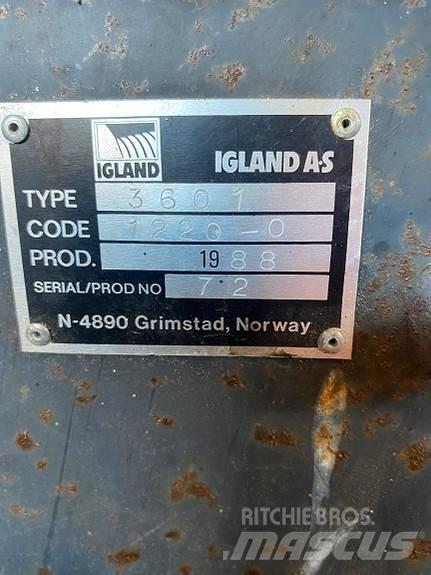 IGLAND IGLAND A·S
TYPE 3601
CODE 1220-0
PROD. 1988
SERIAL/PROD NO 72
N-4890 Grimstad, Norway
RITCHIE BROS.
MASCUS